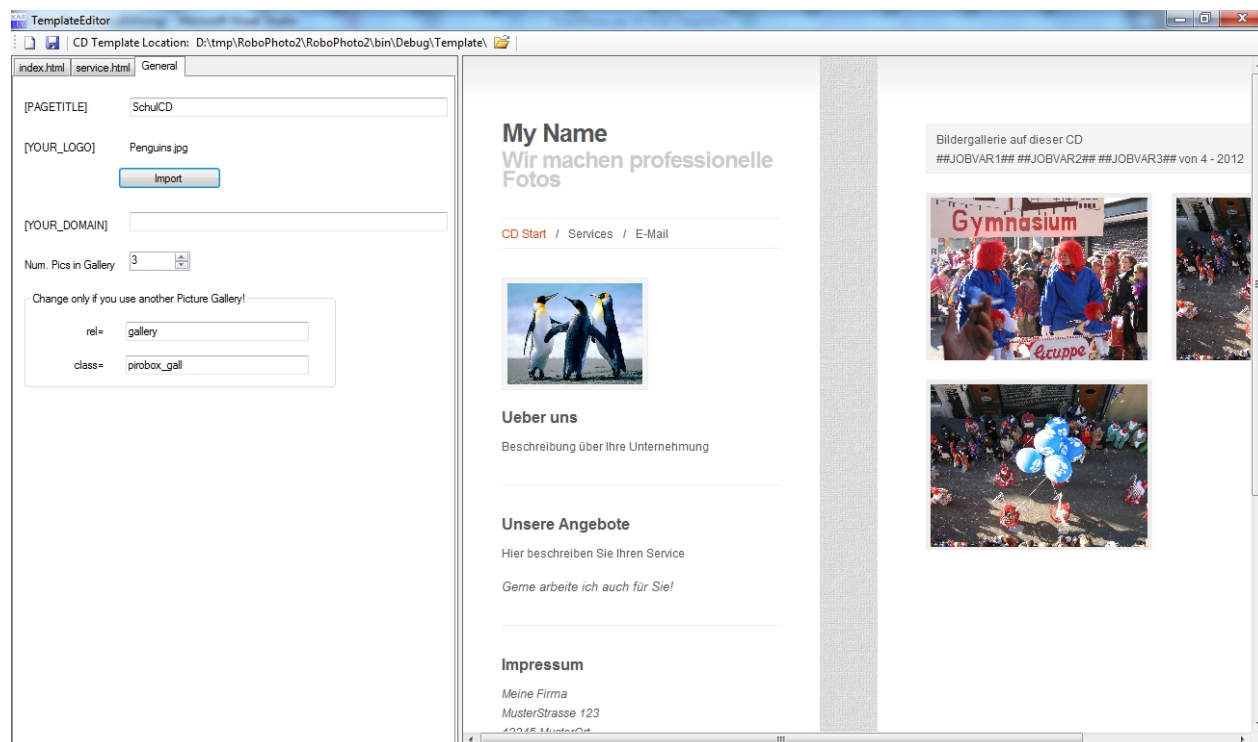 TemplateEditor
CD Template Location: D:\tmp\RoboPhoto2\RoboPhoto2\bin\Debug\Template\
index.html service.html General
[PAGETITLE] SchulCD
[YOUR_LOGO] Penguins.jpg
Import
[YOUR_DOMAIN]
Num. Pics in Gallery 3
Change only if you use another Picture Gallery!
rel= gallery
class= pirobox_gall
My Name
Wir machen professionelle
Fotos
CD Start / Services / E-Mail
Ueber uns
Beschreibung über Ihre Unternehmung
Unsere Angebote
Hier beschreiben Sie Ihren Service
Gerne arbeite ich auch für Sie!
Impressum
Meine Firma
MusterStrasse 123
12345 MusterOrt
Bildergallerie auf dieser CD
##JOBVAR1## ##JOBVAR2## ##JOBVAR3## von 4 - 2012
Gymnasium
Gruppe